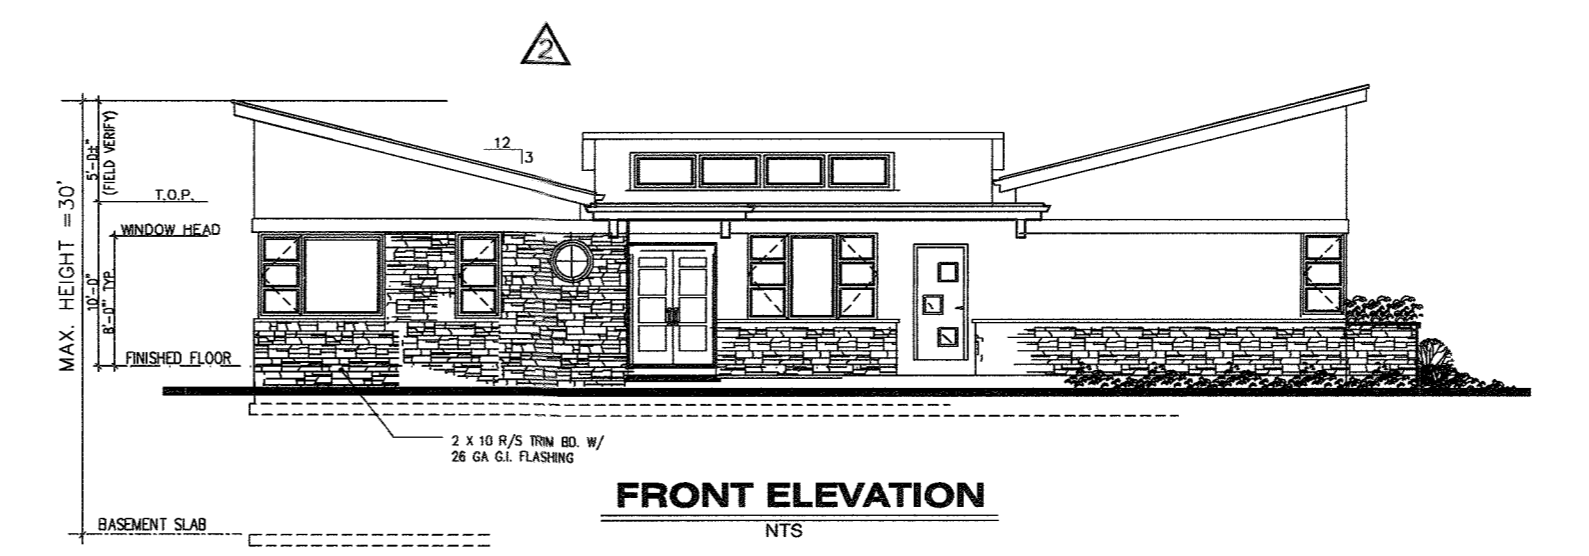 2
12
3
5'-0±"
(FIELD VERIFY)
T.O.P.
WINDOW HEAD
MAX. HEIGHT =30'
10'-0"
8'-0" TYP.
FINISHED FLOOR
2 X 10 R/S TRIM BD. W/
26 GA G.I. FLASHING
FRONT ELEVATION
NTS
BASEMENT SLAB